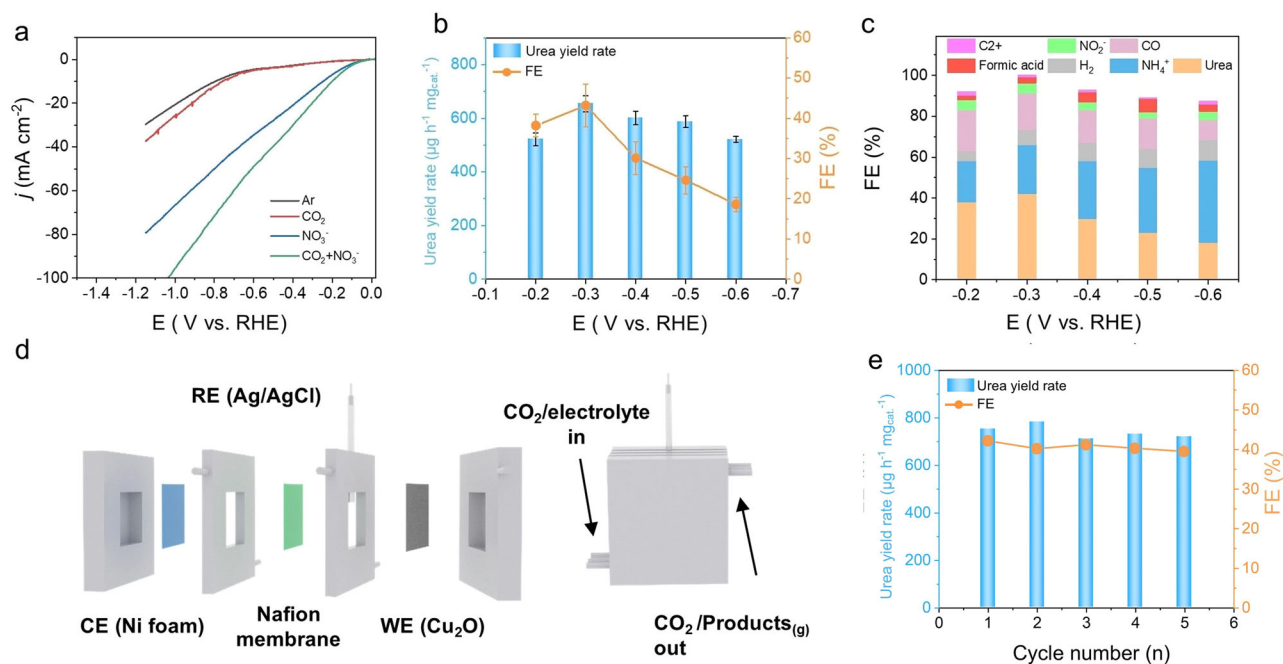 a
j (mA cm⁻²)
0
-20
-40
-60
-80
-100
Ar
CO₂
NO₃⁻
CO₂+NO₃⁻
-1.4 -1.2 -1.0 -0.8 -0.6 -0.4 -0.2 0.0
E ( V vs. RHE)
b
Urea yield rate (µg h⁻¹ mg_cat.⁻¹)
800
600
400
200
0
Urea yield rate
FE
60
50
40
30
20
10
0
FE (%)
-0.1 -0.2 -0.3 -0.4 -0.5 -0.6 -0.7
E ( V vs. RHE)
c
FE (%)
100
80
60
40
20
0
C2+ NO₂⁻ CO
Formic acid H₂ NH₄⁺ Urea
-0.2 -0.3 -0.4 -0.5 -0.6
E ( V vs. RHE)
d
RE (Ag/AgCl)
CO₂/electrolyte
in
CE (Ni foam)
Nafion
membrane
WE (Cu₂O)
CO₂/Products(g)
out
e
Urea yield rate (µg h⁻¹ mg_cat.⁻¹)
1000
800
600
400
200
0
Urea yield rate
FE
60
50
40
30
20
10
0
FE (%)
0 1 2 3 4 5 6
Cycle number (n)